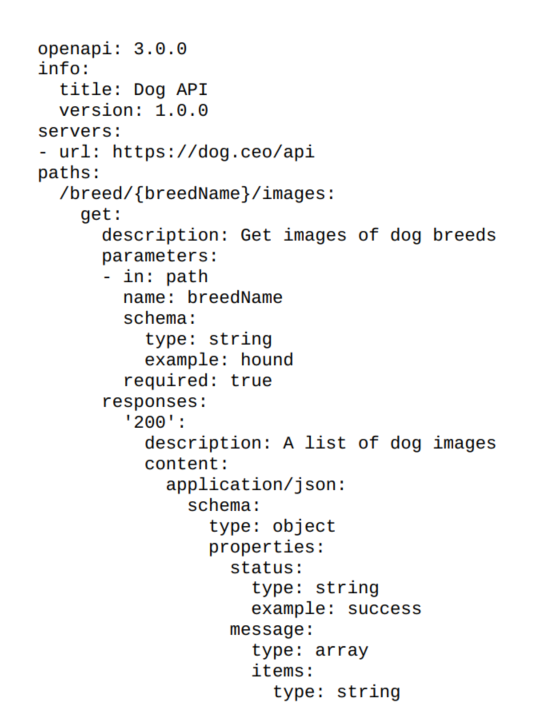 openapi: 3.0.0
info:
  title: Dog API
  version: 1.0.0
servers:
- url: https://dog.ceo/api
paths:
  /breed/{breedName}/images:
    get:
      description: Get images of dog breeds
      parameters:
      - in: path
        name: breedName
        schema:
          type: string
          example: hound
        required: true
      responses:
        '200':
          description: A list of dog images
          content:
            application/json:
              schema:
                type: object
                properties:
                  status:
                    type: string
                    example: success
                  message:
                    type: array
                    items:
                      type: string